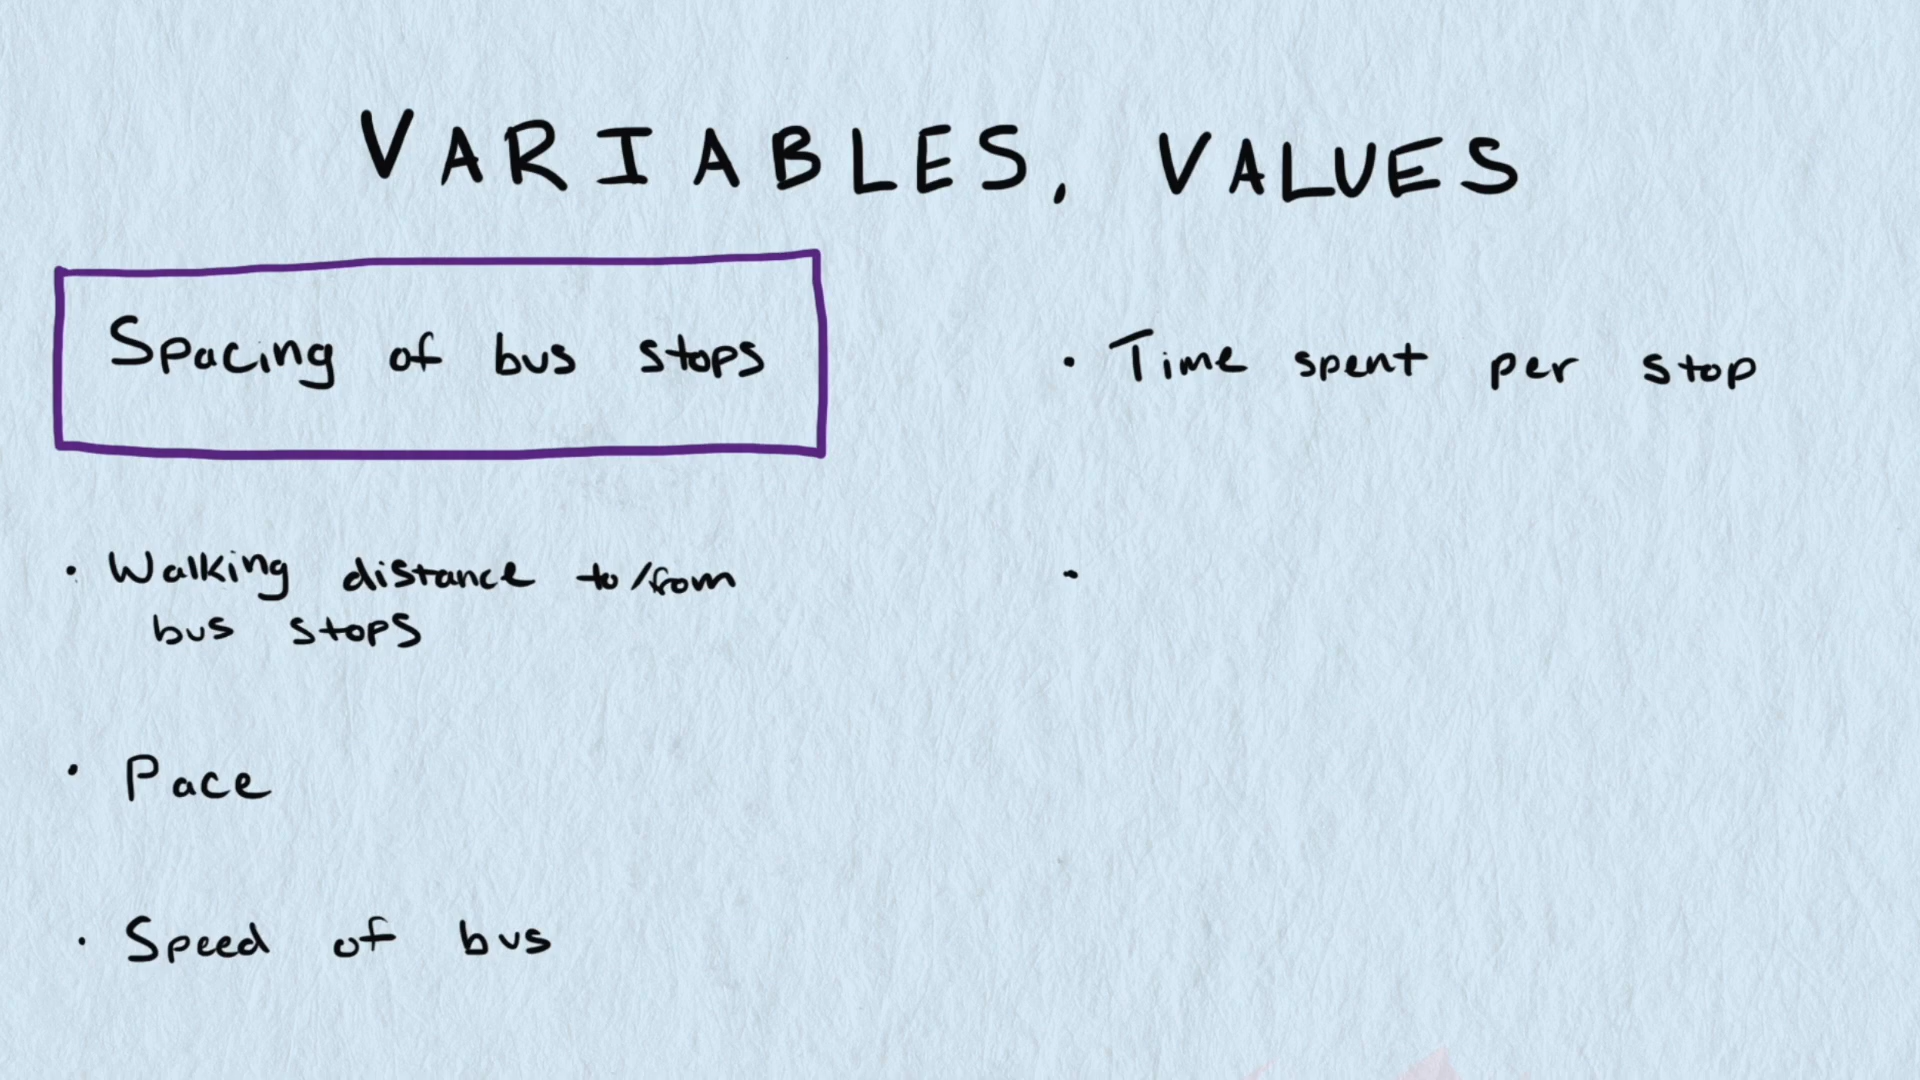 VARIABLES, VALUES
Spacing of bus stops
• Walking distance to/from
bus stops
• Pace
• Speed of bus
• Time spent per stop
•